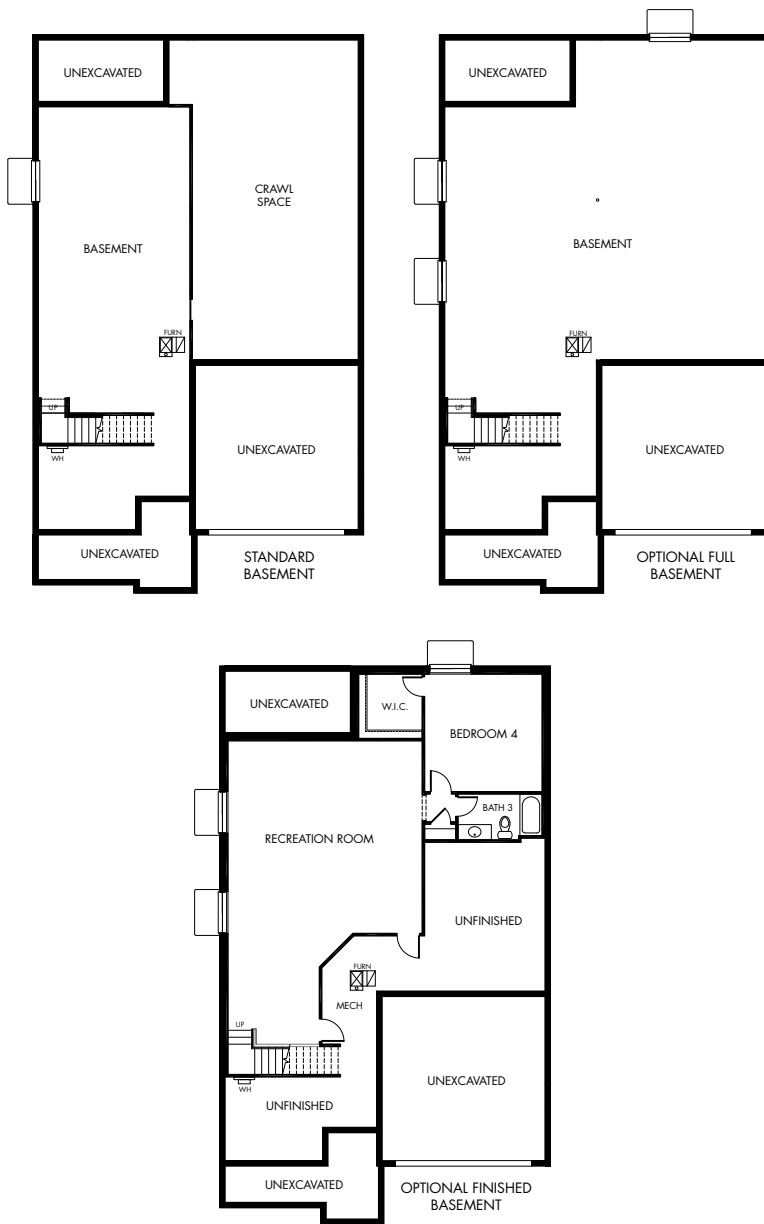 UNEXCAVATED
CRAWL
SPACE
BASEMENT
FURN
UP
WH
UNEXCAVATED
UNEXCAVATED
STANDARD
BASEMENT
UNEXCAVATED
BASEMENT
FURN
UP
WH
UNEXCAVATED
UNEXCAVATED
OPTIONAL FULL
BASEMENT
UNEXCAVATED
W.I.C.
BEDROOM 4
BATH 3
RECREATION ROOM
UNFINISHED
FURN
MECH
UP
WH
UNEXCAVATED
UNFINISHED
UNEXCAVATED
OPTIONAL FINISHED
BASEMENT